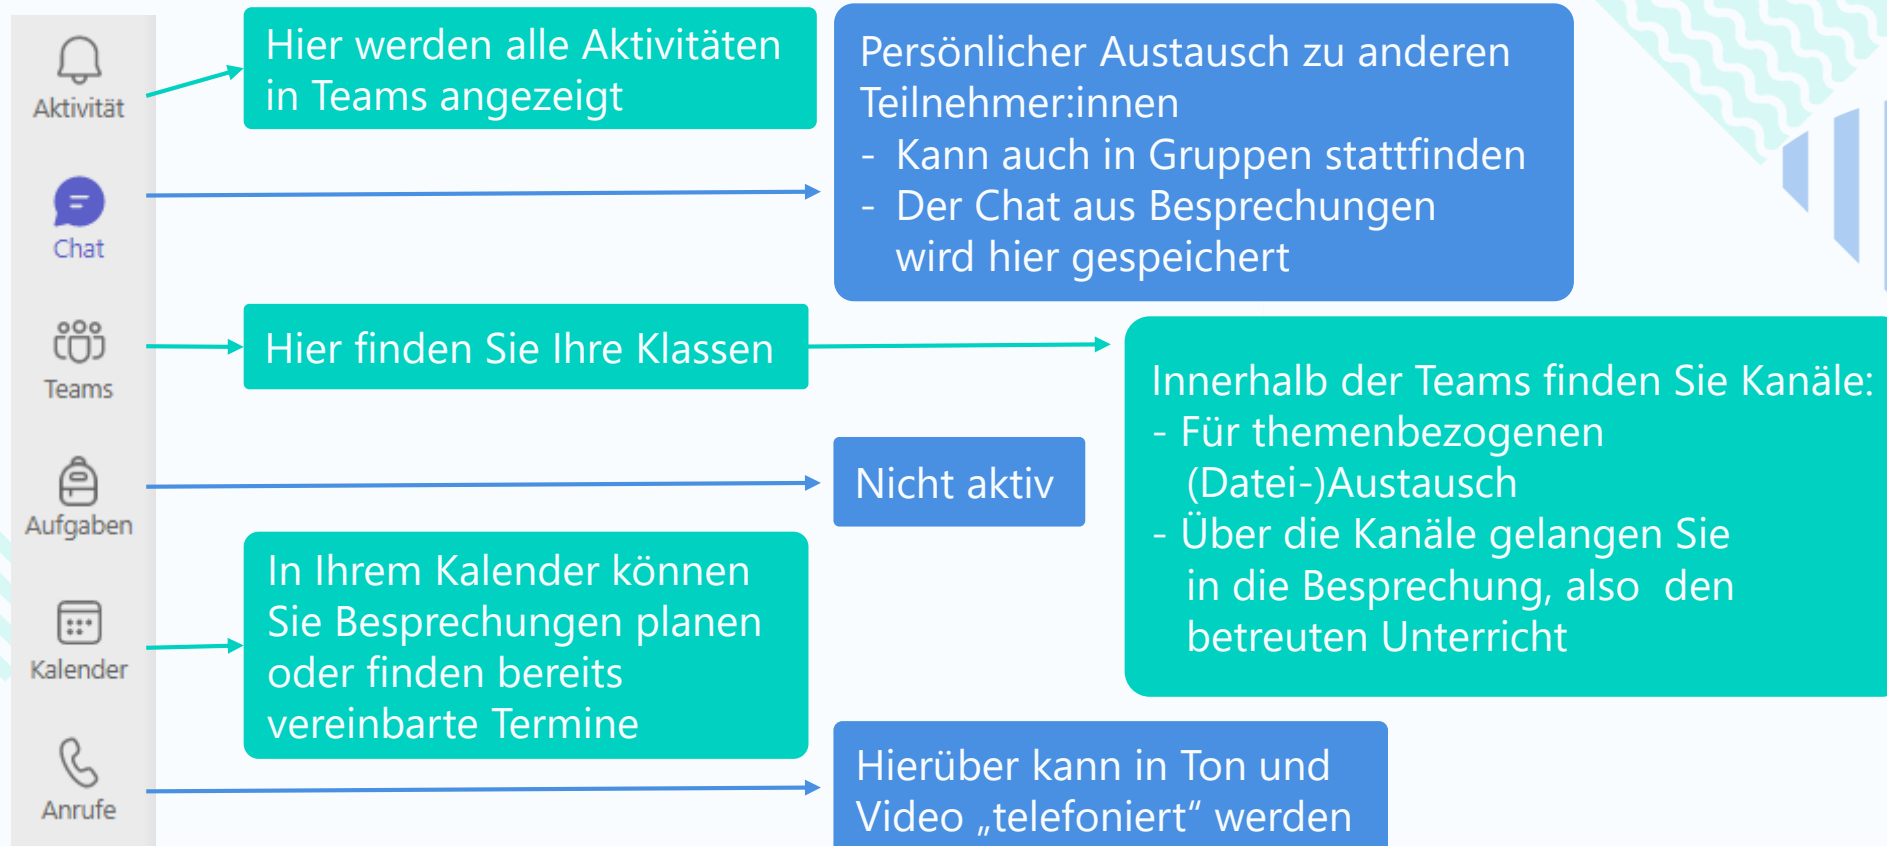 Aktivität
Hier werden alle Aktivitäten
in Teams angezeigt
Chat
Persönlicher Austausch zu anderen
Teilnehmer:innen
- Kann auch in Gruppen stattfinden
- Der Chat aus Besprechungen
wird hier gespeichert
Teams
Hier finden Sie Ihre Klassen
Innerhalb der Teams finden Sie Kanäle:
- Für themenbezogenen
(Datei-)Austausch
- Über die Kanäle gelangen Sie
in die Besprechung, also den
betreuten Unterricht
Aufgaben
Nicht aktiv
Kalender
In Ihrem Kalender können
Sie Besprechungen planen
oder finden bereits
vereinbarte Termine
Anrufe
Hierüber kann in Ton und
Video „telefoniert“ werden